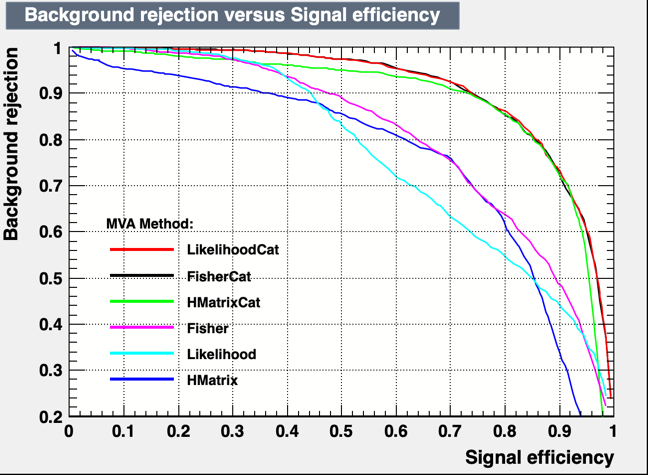 Background rejection versus Signal efficiency
Background rejection
1
0.9
0.8
0.7
0.6
0.5
0.4
0.3
0.2
MVA Method:
LikelihoodCat
FisherCat
HMatrixCat
Fisher
Likelihood
HMatrix
0 0.1 0.2 0.3 0.4 0.5 0.6 0.7 0.8 0.9 1
Signal efficiency